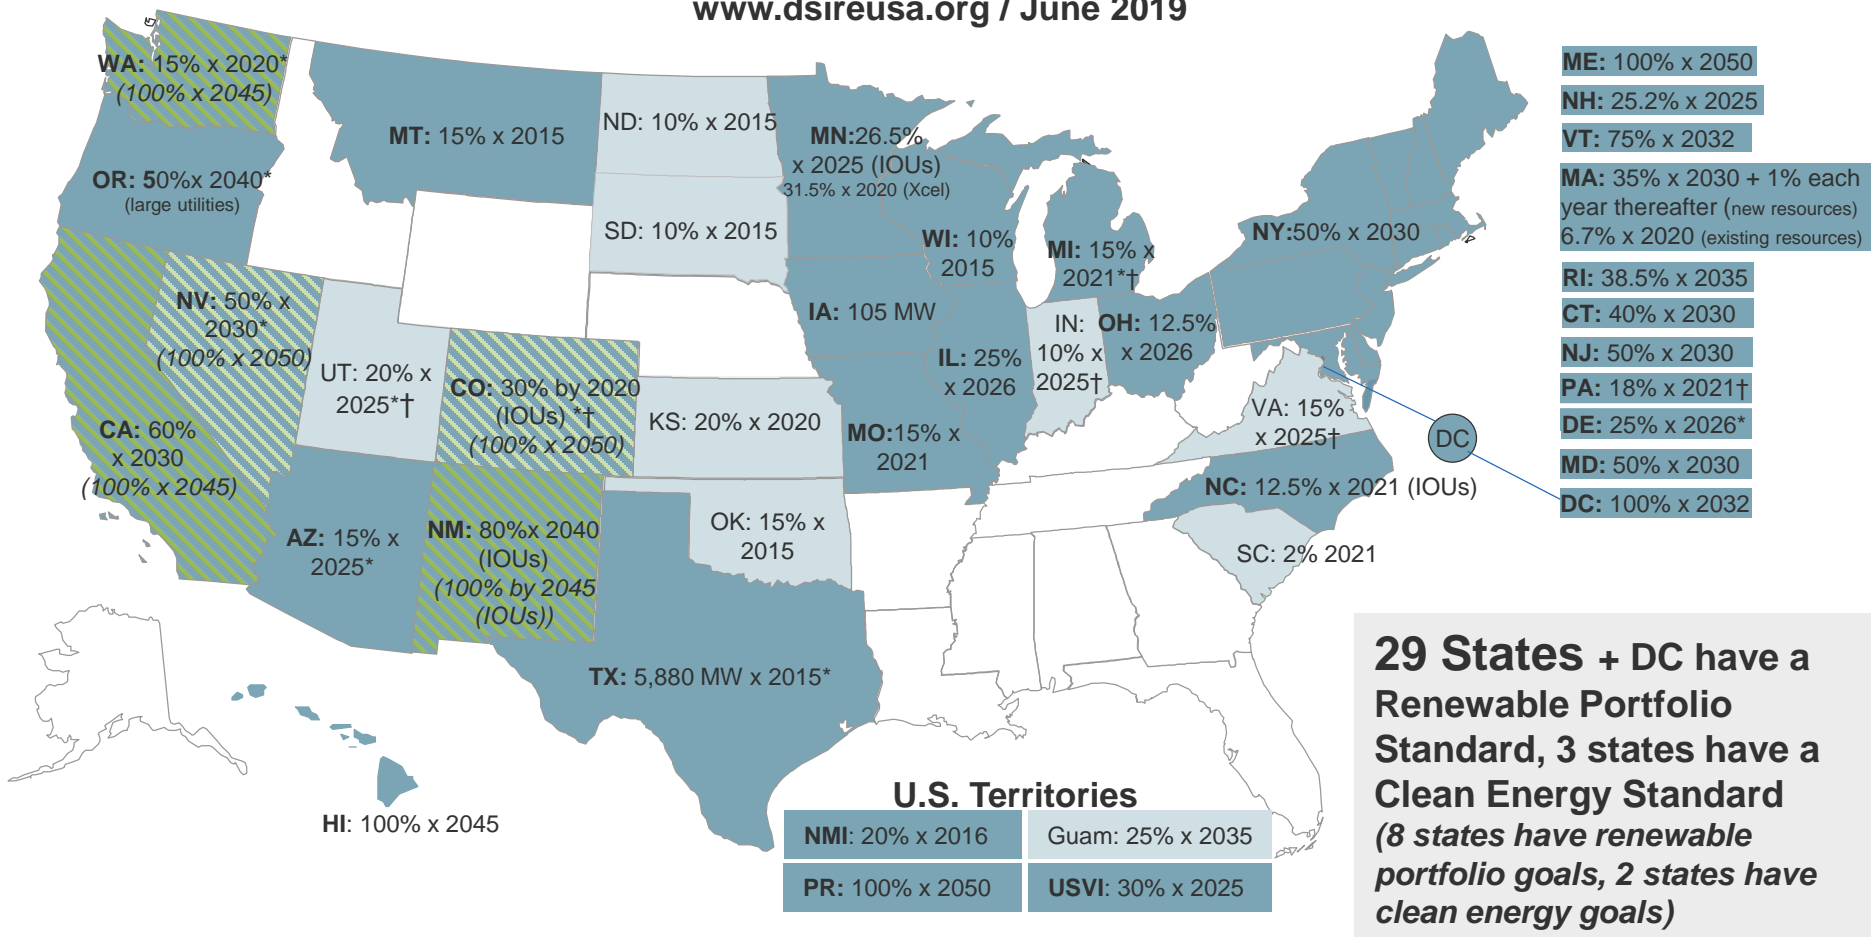 www.dsireusa.org / June 2019
WA: 15% x 2020*
(100% x 2045)
OR: 50%x 2040*
(large utilities)
MT: 15% x 2015
ND: 10% x 2015
SD: 10% x 2015
MN:26.5%
x 2025 (IOUs)
31.5% x 2020 (Xcel)
WI: 10%
2015
MI: 15% x
2021*†
NY:50% x 2030
NV: 50% x
2030*
(100% x 2050)
UT: 20% x
2025*†
CO: 30% by 2020
(IOUs) *†
(100% x 2050)
KS: 20% x 2020
IA: 105 MW
IL: 25%
x 2026
IN:
10% x
2025†
OH: 12.5%
x 2026
MO:15% x
2021
VA: 15%
x 2025†
DC
CA: 60%
x 2030
(100% x 2045)
AZ: 15% x
2025*
NM: 80%x 2040
(IOUs)
(100% by 2045
(IOUs))
OK: 15% x
2015
NC: 12.5% x 2021 (IOUs)
SC: 2% 2021
TX: 5,880 MW x 2015*
HI: 100% x 2045
ME: 100% x 2050
NH: 25.2% x 2025
VT: 75% x 2032
MA: 35% x 2030 + 1% each
year thereafter (new resources)
6.7% x 2020 (existing resources)
RI: 38.5% x 2035
CT: 40% x 2030
NJ: 50% x 2030
PA: 18% x 2021†
DE: 25% x 2026*
MD: 50% x 2030
DC: 100% x 2032
U.S. Territories
NMI: 20% x 2016
Guam: 25% x 2035
PR: 100% x 2050
USVI: 30% x 2025
29 States + DC have a
Renewable Portfolio
Standard, 3 states have a
Clean Energy Standard
(8 states have renewable
portfolio goals, 2 states have
clean energy goals)